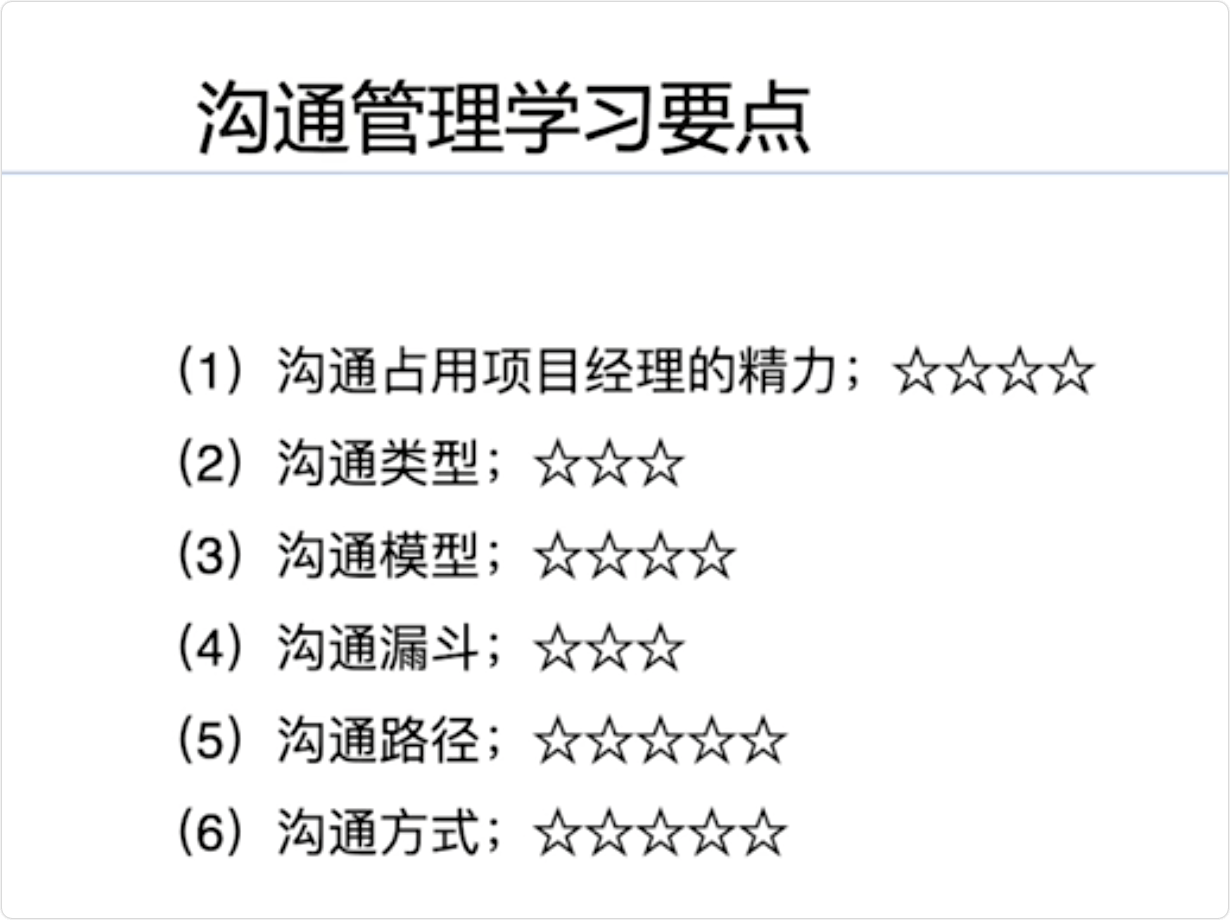 沟通管理学习要点
（1）沟通占用项目经理的精力；☆☆☆☆
（2）沟通类型；☆☆☆
（3）沟通模型；☆☆☆☆
（4）沟通漏斗；☆☆☆
（5）沟通路径；☆☆☆☆☆
（6）沟通方式；☆☆☆☆☆